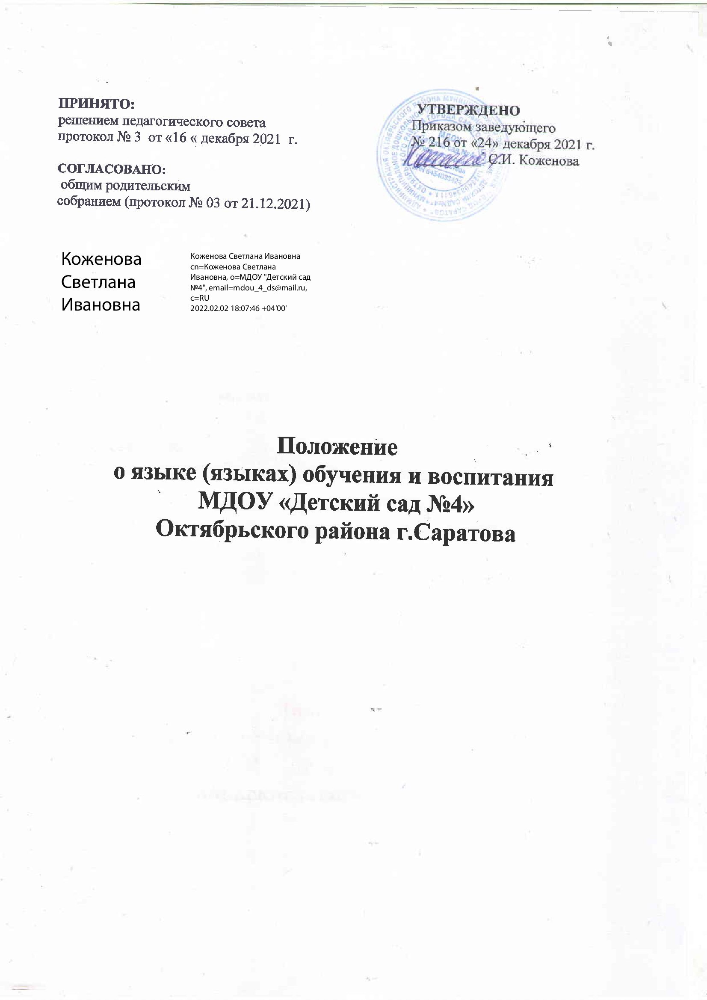 ПРИНЯТО:
решением педагогического совета
протокол № 3 от «16 « декабря 2021 г.
СОГЛАСОВАНО:
общим родительским
собранием (протокол № 03 от 21.12.2021)
УТВЕРЖДЕНО
Приказом заведующего
№ 216 от «24» декабря 2021 г.
С.И. Коженова
Коженова
Светлана
Ивановна
Коженова Светлана Ивановна
cn=Коженова Светлана
Ивановна, o=МДОУ "Детский сад
№4", email=mdou_4_ds@mail.ru,
c=RU
2022.02.02 18:07:46 +04'00'
Положение
о языке (языках) обучения и воспитания
МДОУ «Детский сад №4»
Октябрьского района г.Саратова